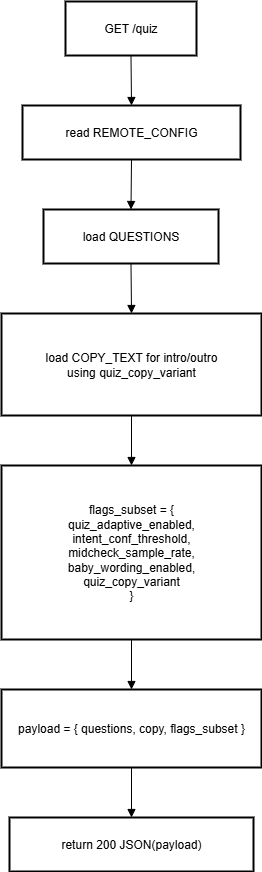 GET /quiz
read REMOTE_CONFIG
load QUESTIONS
load COPY_TEXT for intro/outro
using quiz_copy_variant
flags_subset = {
quiz_adaptive_enabled,
intent_conf_threshold,
midcheck_sample_rate,
baby_wording_enabled,
quiz_copy_variant
}
payload = { questions, copy, flags_subset }
return 200 JSON(payload)